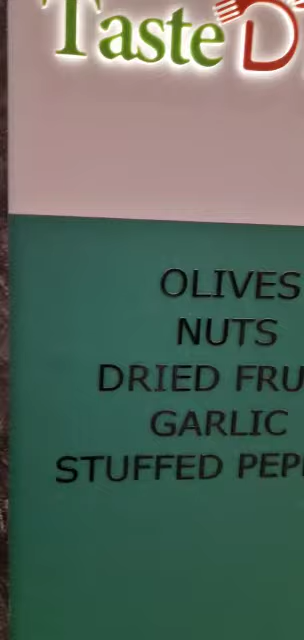 Taste D
OLIVES
NUTS
DRIED FRU
GARLIC
STUFFED PEP